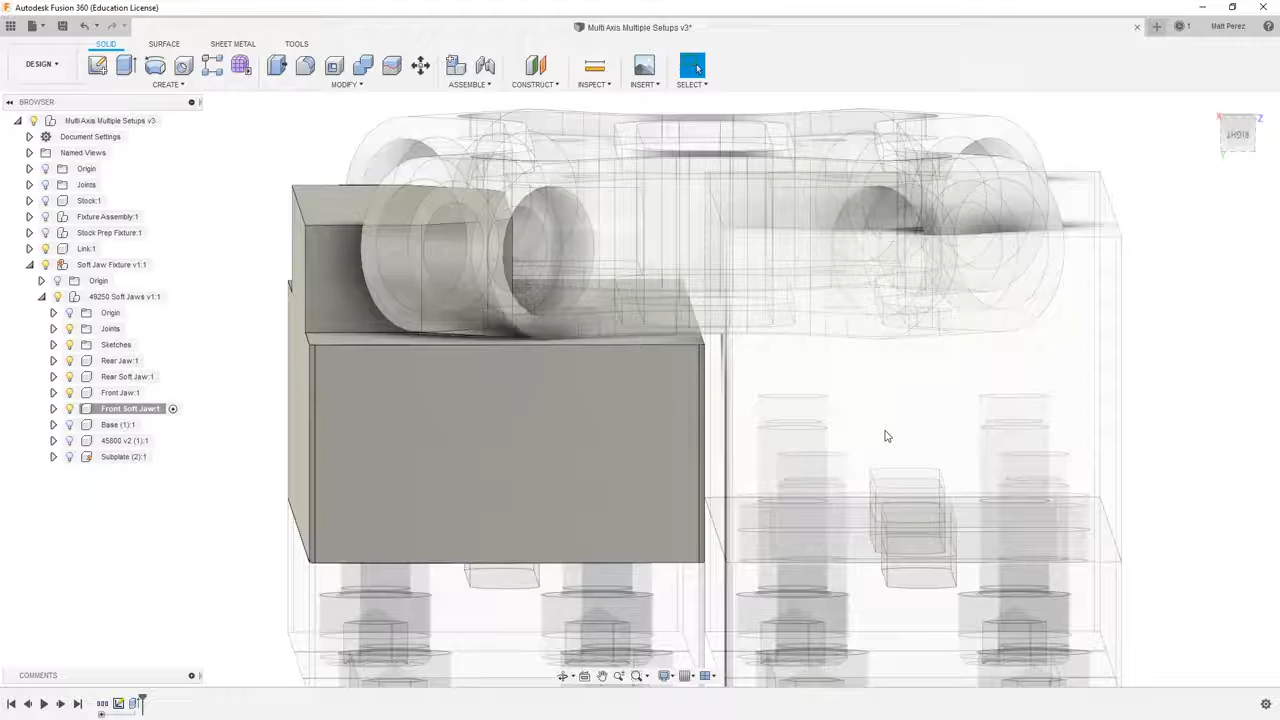 Autodesk Fusion 360 (Education License)
Multi Axis Multiple Setups v3*
1
Matt Perez
SOLID
SURFACE
SHEET METAL
TOOLS
DESIGN
CREATE
MODIFY
ASSEMBLE
CONSTRUCT
INSPECT
INSERT
SELECT
BROWSER
Multi Axis Multiple Setups v3
Document Settings
Named Views
Origin
Joints
Stock:1
Fixture Assembly:1
Stock Prep Fixture:1
Link:1
Soft Jaw Fixture v1:1
Origin
49250 Soft Jaws v1:1
Origin
Joints
Sketches
Rear Jaw:1
Rear Soft Jaw:1
Front Jaw:1
Front Soft Jaw:1
Base (1):1
45800 v2 (1):1
Subplate (2):1
X
Z
Y
RIGHT
COMMENTS